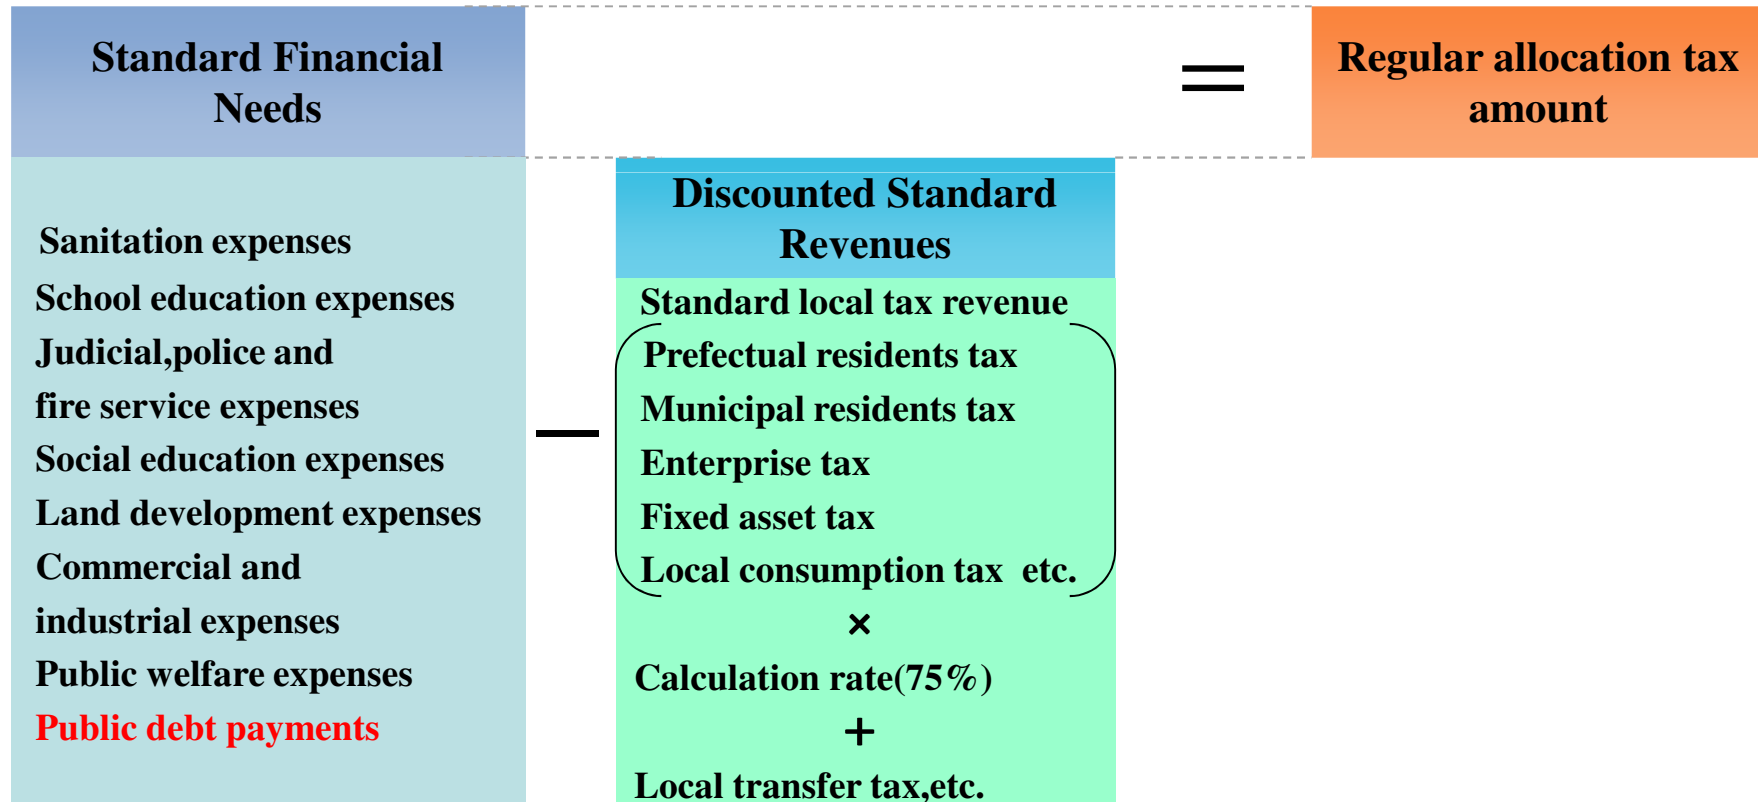 Standard Financial
Needs
=
Regular allocation tax
amount
Sanitation expenses
School education expenses
Judicial,police and
fire service expenses
Social education expenses
Land development expenses
Commercial and
industrial expenses
Public welfare expenses
Public debt payments
—
Discounted Standard
Revenues
Standard local tax revenue
Prefectual residents tax
Municipal residents tax
Enterprise tax
Fixed asset tax
Local consumption tax  etc.
×
Calculation rate(75%)
+
Local transfer tax,etc.